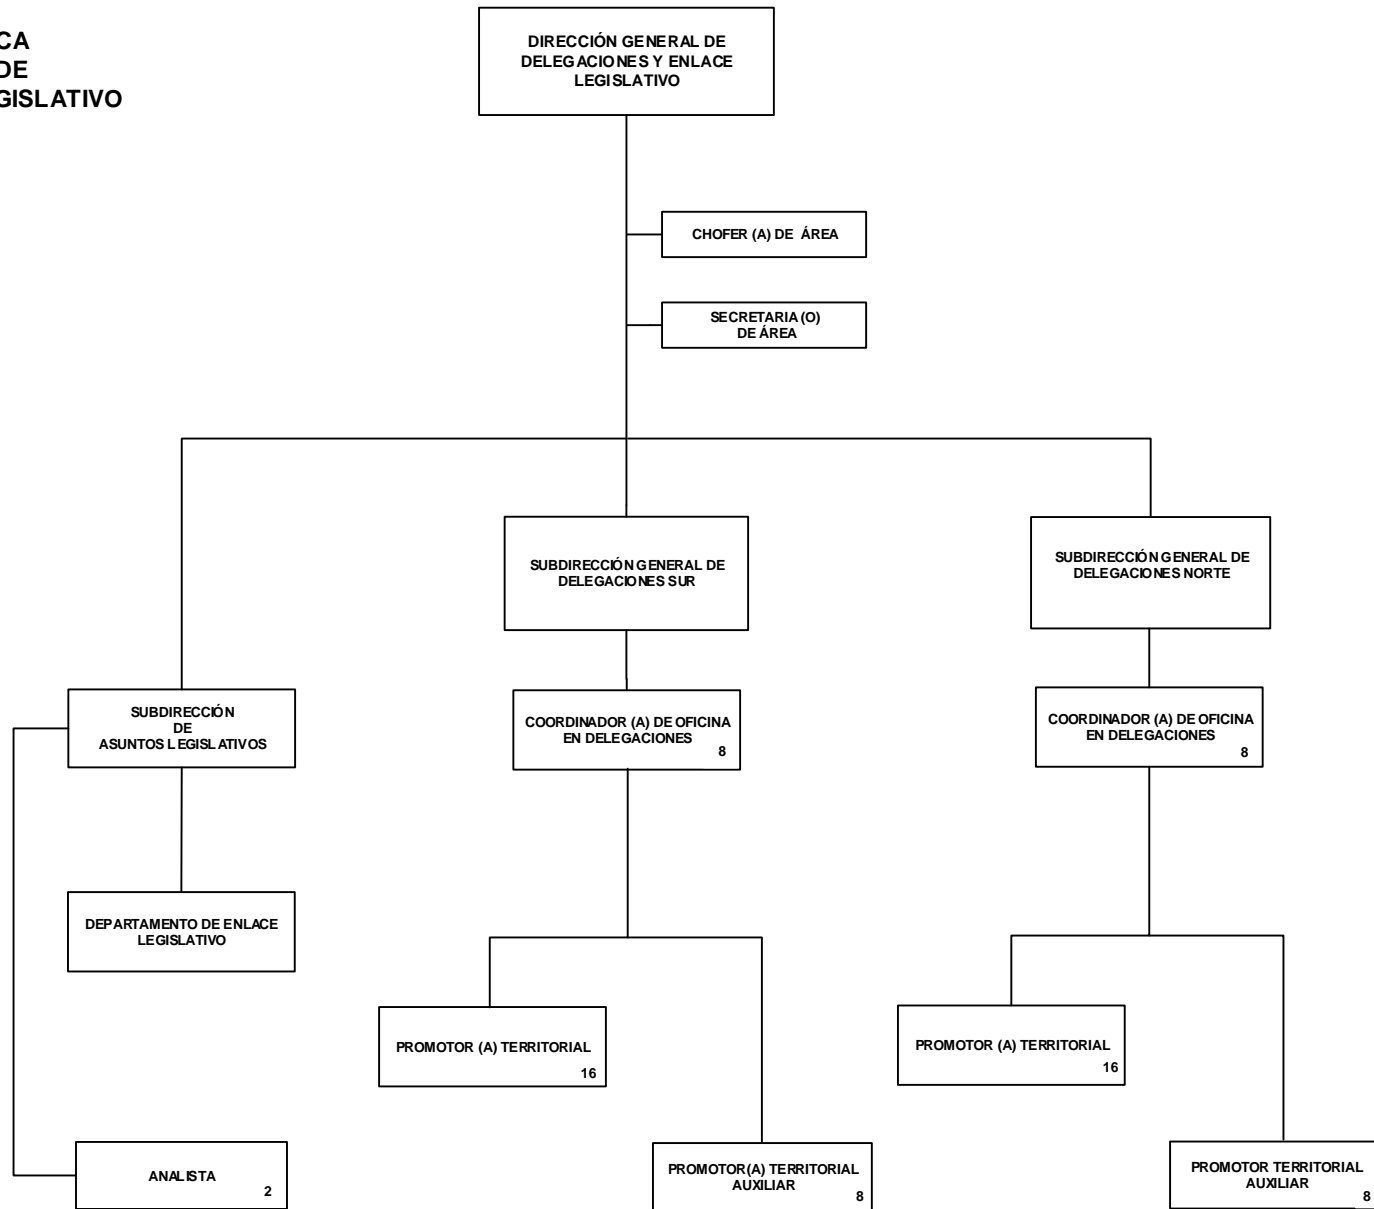 CA
DE
GISLATIVO
DIRECCIÓN GENERAL DE
DELEGACIONES Y ENLACE
LEGISLATIVO
CHOFER (A) DE ÁREA
SECRETARIA (O)
DE ÁREA
SUBDIRECCIÓN GENERAL DE
DELEGACIONES SUR
SUBDIRECCIÓN GENERAL DE
DELEGACIONES NORTE
SUBDIRECCIÓN
DE
ASUNTOS LEGISLATIVOS
COORDINADOR (A) DE OFICINA
EN DELEGACIONES
8
COORDINADOR (A) DE OFICINA
EN DELEGACIONES
8
DEPARTAMENTO DE ENLACE
LEGISLATIVO
PROMOTOR (A) TERRITORIAL
16
PROMOTOR (A) TERRITORIAL
16
ANALISTA
2
PROMOTOR(A) TERRITORIAL
AUXILIAR
8
PROMOTOR TERRITORIAL
AUXILIAR
8